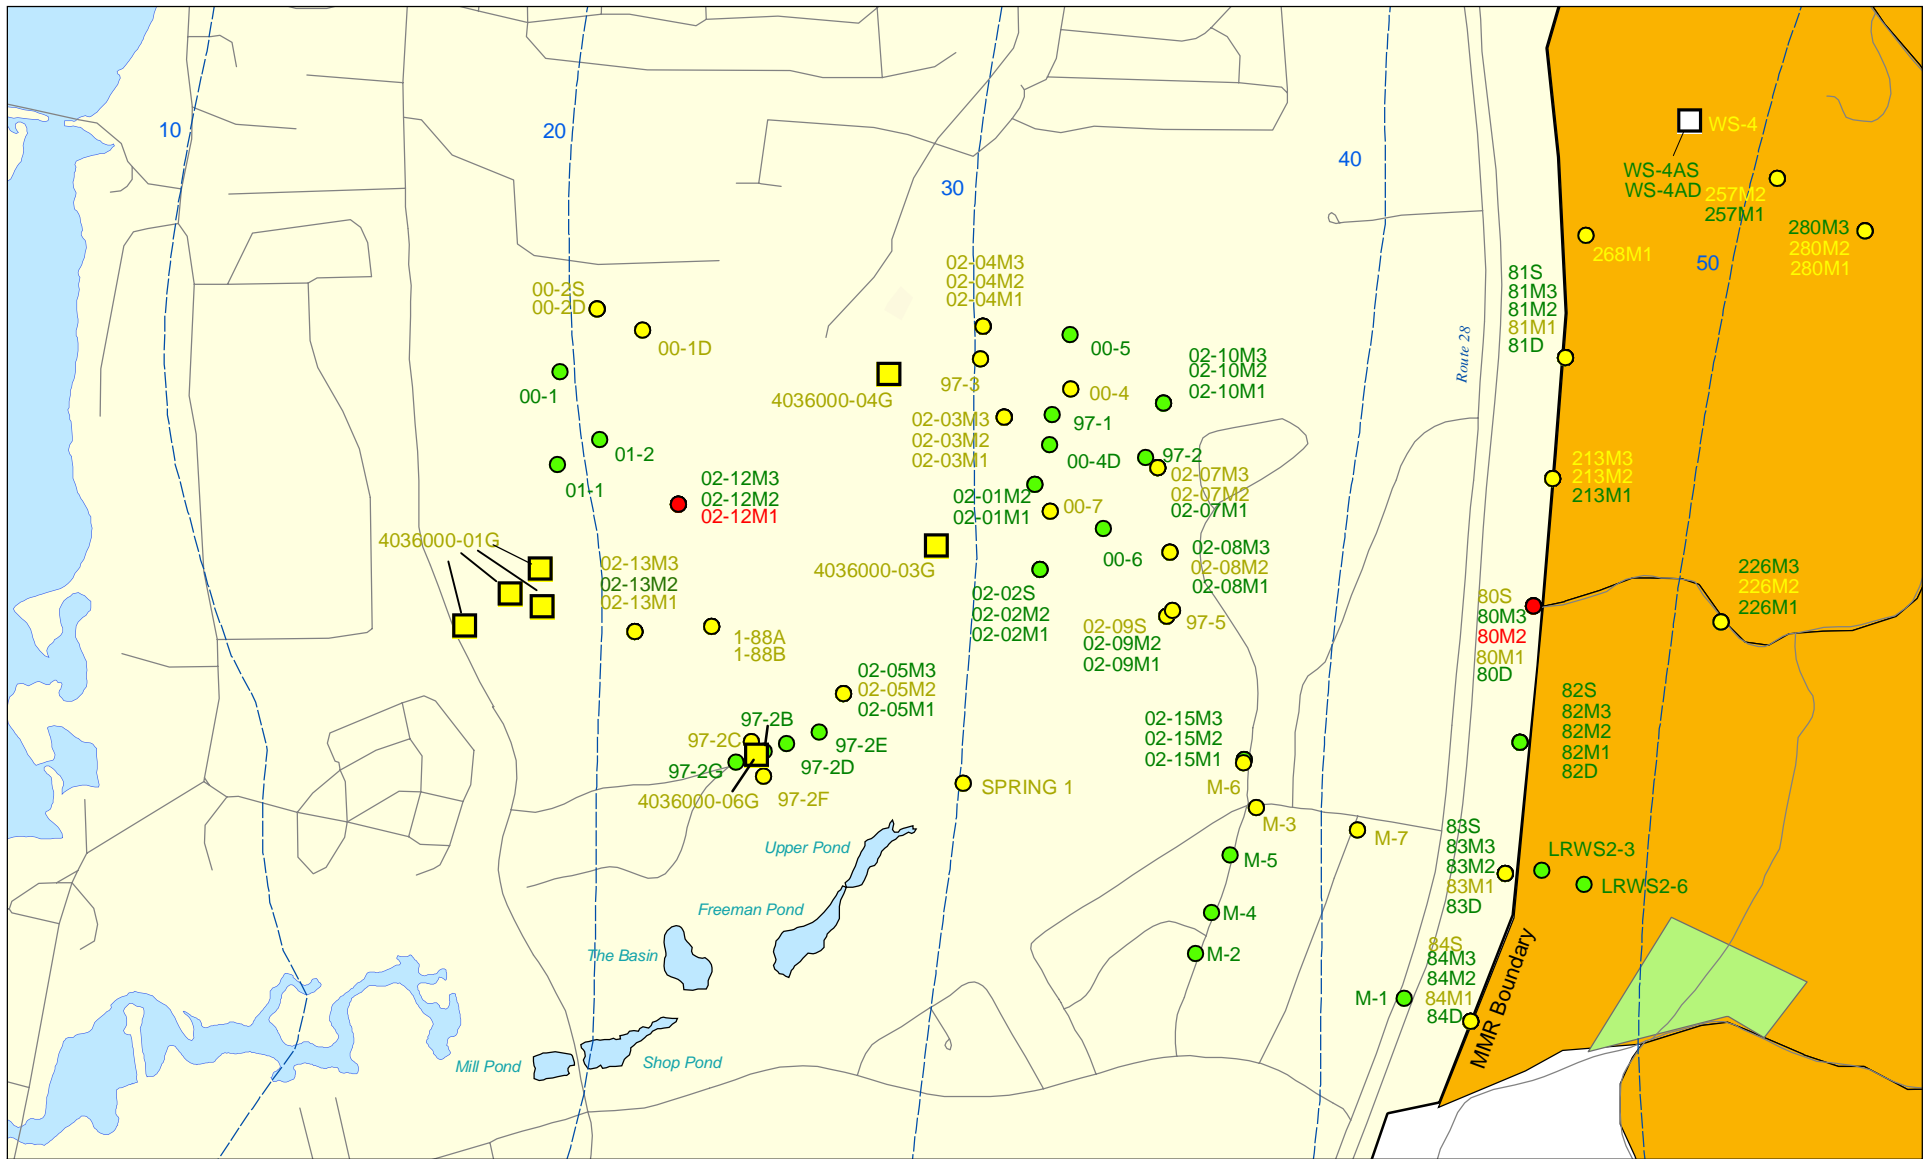 10
20
30
40
50
WS-4
WS-4AS
WS-4AD
257M2
257M1
280M3
280M2
280M1
268M1
81S
81M3
81M2
81M1
81D
02-04M3
02-04M2
02-04M1
00-2S
00-2D
00-1D
00-1
00-5
97-3
4036000-04G
00-4
02-10M3
02-10M2
02-10M1
Route 28
02-03M3
02-03M2
02-03M1
97-1
00-4D
97-2
01-2
01-1
02-12M3
02-12M2
02-12M1
02-01M2
02-01M1
00-7
02-07M3
02-07M2
02-07M1
213M3
213M2
213M1
4036000-01G
4036000-03G
00-6
02-08M3
02-08M2
02-08M1
02-13M3
02-13M2
02-13M1
02-02S
02-02M2
02-02M1
02-09S
02-09M2
02-09M1
97-5
80S
80M3
80M2
80M1
80D
226M3
226M2
226M1
1-88A
1-88B
02-05M3
02-05M2
02-05M1
97-2B
97-2C
97-2E
97-2D
97-2G
97-2F
4036000-06G
SPRING 1
02-15M3
02-15M2
02-15M1
M-6
82S
82M3
82M2
82M1
82D
M-3
M-7
M-5
M-4
M-2
M-1
83S
83M3
83M2
83M1
83D
LRWS2-3
LRWS2-6
84S
84M3
84M2
84M1
84D
MMR Boundary
Upper Pond
Freeman Pond
The Basin
Mill Pond
Shop Pond